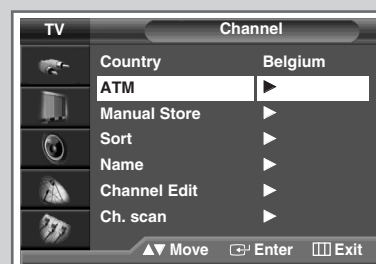 TV Channel
Country Belgium
ATM ▶
Manual Store ▶
Sort ▶
Name ▶
Channel Edit ▶
Ch. scan ▶
▲▼ Move Enter Exit